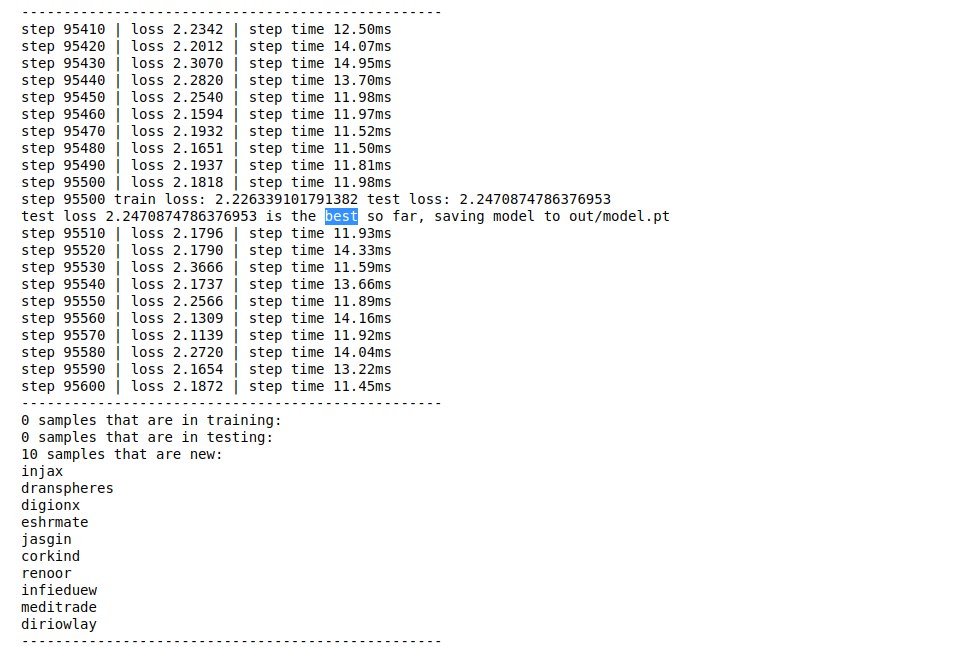 --------------------------------------------------
step 95410 | loss 2.2342 | step time 12.50ms
step 95420 | loss 2.2012 | step time 14.07ms
step 95430 | loss 2.3070 | step time 14.95ms
step 95440 | loss 2.2820 | step time 13.70ms
step 95450 | loss 2.2540 | step time 11.98ms
step 95460 | loss 2.1594 | step time 11.97ms
step 95470 | loss 2.1932 | step time 11.52ms
step 95480 | loss 2.1651 | step time 11.50ms
step 95490 | loss 2.1937 | step time 11.81ms
step 95500 | loss 2.1818 | step time 11.98ms
step 95500 train loss: 2.226339101791382 test loss: 2.2470874786376953
test loss 2.2470874786376953 is the best so far, saving model to out/model.pt
step 95510 | loss 2.1796 | step time 11.93ms
step 95520 | loss 2.1790 | step time 14.33ms
step 95530 | loss 2.3666 | step time 11.59ms
step 95540 | loss 2.1737 | step time 13.66ms
step 95550 | loss 2.2566 | step time 11.89ms
step 95560 | loss 2.1309 | step time 14.16ms
step 95570 | loss 2.1139 | step time 11.92ms
step 95580 | loss 2.2720 | step time 14.04ms
step 95590 | loss 2.1654 | step time 13.22ms
step 95600 | loss 2.1872 | step time 11.45ms
--------------------------------------------------
0 samples that are in training:
0 samples that are in testing:
10 samples that are new:
injax
dranspheres
digionx
eshrmate
jasgin
corkind
renoor
infieduew
meditrade
diriowlay
--------------------------------------------------